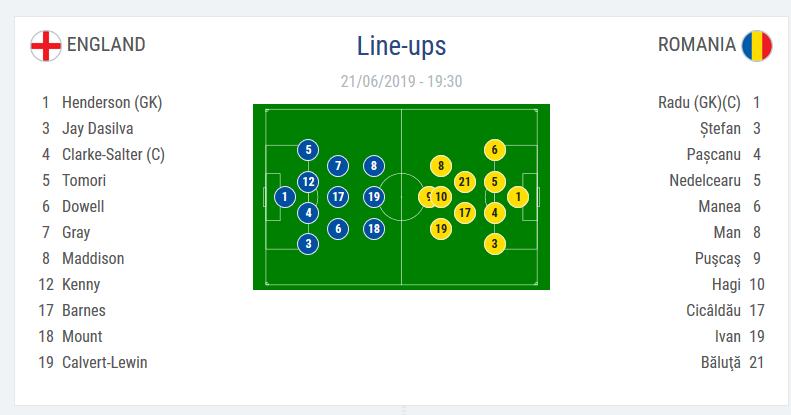 ENGLAND
Line-ups
ROMANIA
21/06/2019 - 19:30
1 Henderson (GK)
3 Jay Dasilva
4 Clarke-Salter (C)
5 Tomori
6 Dowell
7 Gray
8 Maddison
12 Kenny
17 Barnes
18 Mount
19 Calvert-Lewin
5
7
8
12
1
17
19
4
6
18
3
6
8
21
5
9
10
1
17
4
19
3
Radu (GK)(C) 1
Ștefan 3
Pașcanu 4
Nedelcearu 5
Manea 6
Man 8
Pușcaș 9
Hagi 10
Cicâldău 17
Ivan 19
Băluță 21